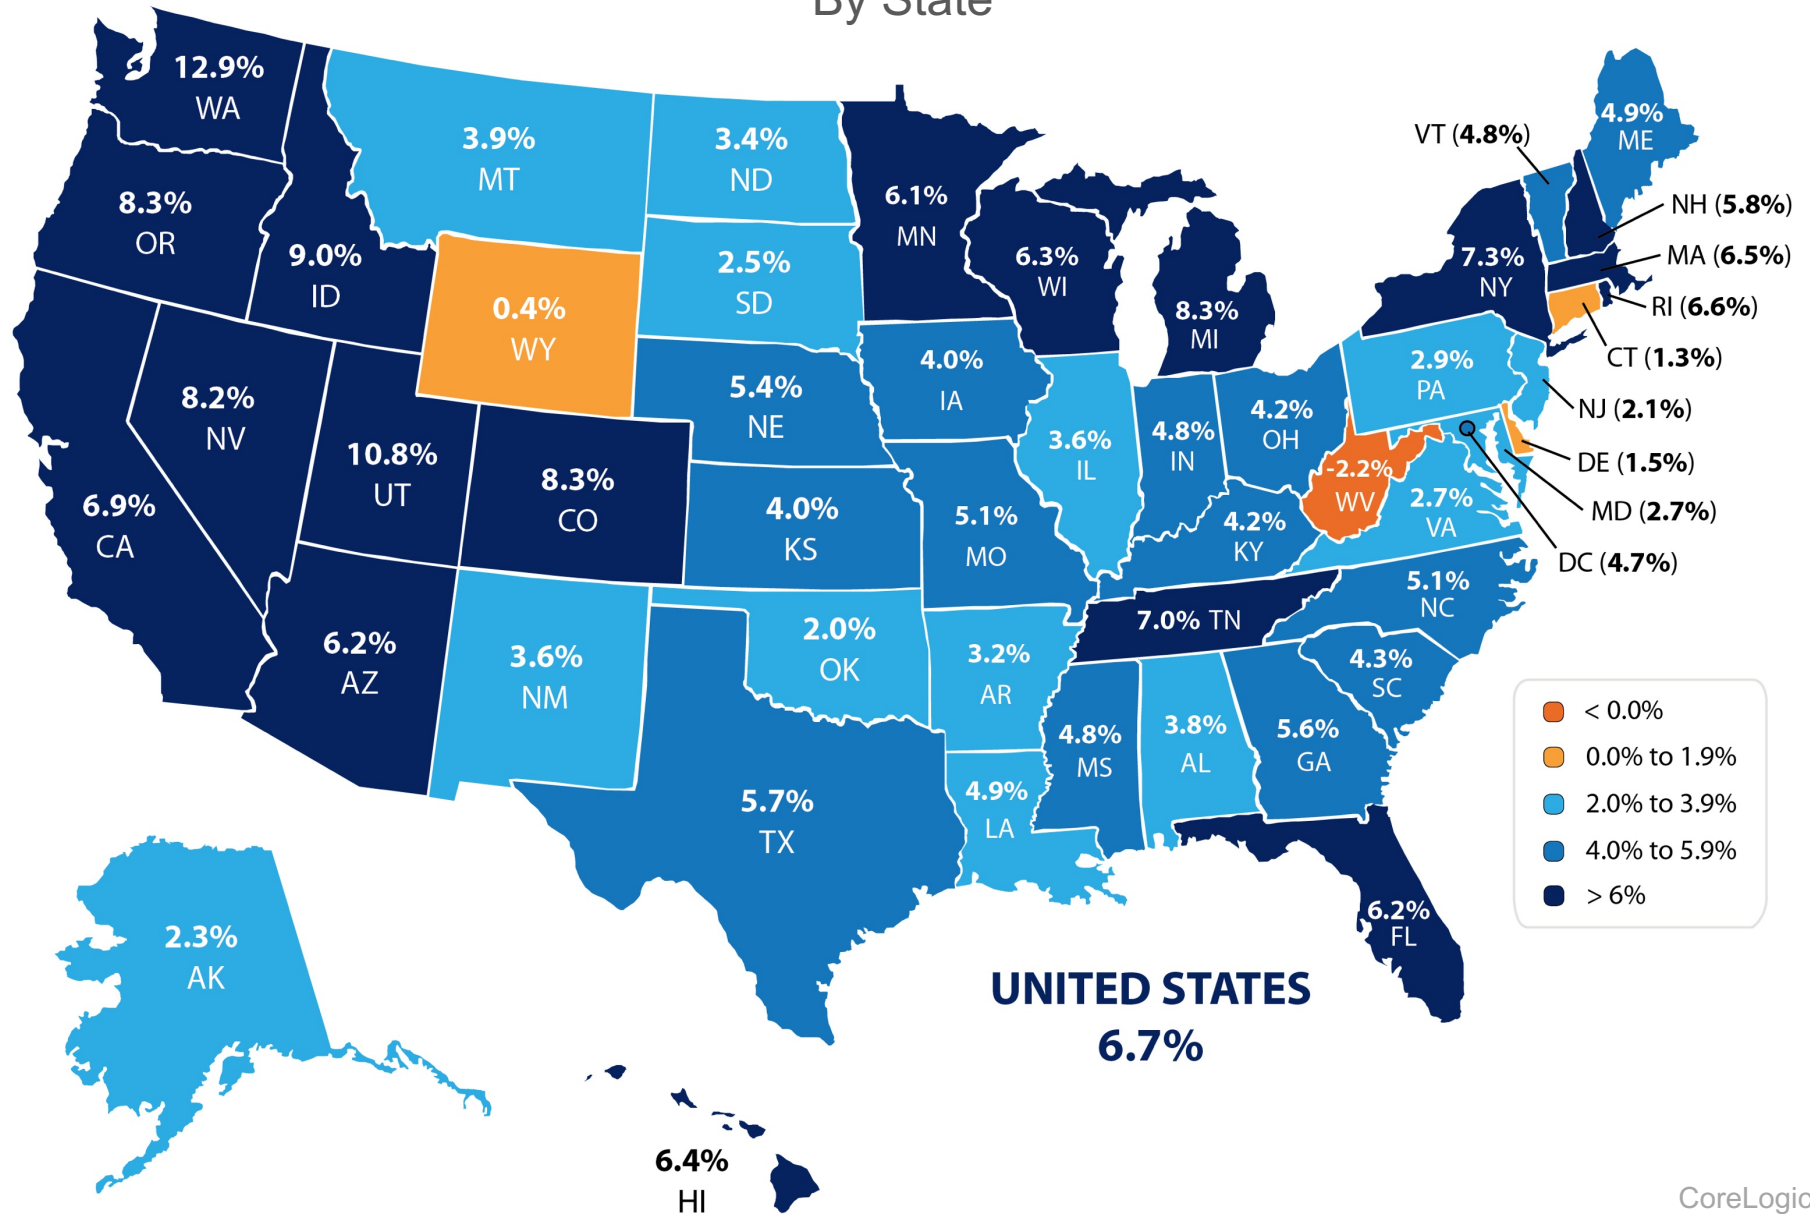 By State
12.9%
WA
3.9%
MT
3.4%
ND
4.9%
ME
VT (4.8%)
8.3%
OR
6.1%
MN
NH (5.8%)
9.0%
ID
2.5%
SD
6.3%
WI
7.3%
NY
MA (6.5%)
0.4%
WY
8.3%
MI
RI (6.6%)
4.0%
IA
2.9%
PA
CT (1.3%)
8.2%
NV
5.4%
NE
4.2%
OH
NJ (2.1%)
10.8%
UT
3.6%
IL
4.8%
IN
-2.2%
WV
DE (1.5%)
6.9%
CA
8.3%
CO
4.0%
KS
5.1%
MO
4.2%
KY
2.7%
VA
MD (2.7%)
DC (4.7%)
5.1%
NC
6.2%
AZ
3.6%
NM
2.0%
OK
3.2%
AR
7.0% TN
4.3%
SC
5.7%
TX
4.9%
LA
4.8%
MS
3.8%
AL
5.6%
GA
< 0.0%
0.0% to 1.9%
2.0% to 3.9%
4.0% to 5.9%
> 6%
6.2%
FL
2.3%
AK
UNITED STATES
6.7%
6.4%
HI
CoreLogic